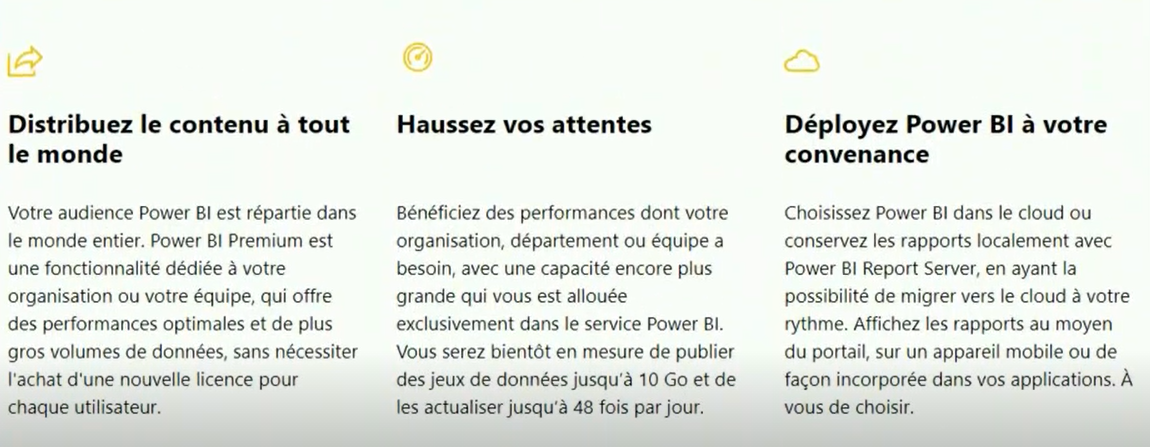 Distribuez le contenu à tout
le monde
Votre audience Power BI est répartie dans
le monde entier. Power BI Premium est
une fonctionnalité dédiée à votre
organisation ou votre équipe, qui offre
des performances optimales et de plus
gros volumes de données, sans nécessiter
l'achat d'une nouvelle licence pour
chaque utilisateur.
Haussez vos attentes
Bénéficiez des performances dont votre
organisation, département ou équipe a
besoin, avec une capacité encore plus
grande qui vous est allouée
exclusivement dans le service Power BI.
Vous serez bientôt en mesure de publier
des jeux de données jusqu'à 10 Go et de
les actualiser jusqu'à 48 fois par jour.
Déployez Power BI à votre
convenance
Choisissez Power BI dans le cloud ou
conservez les rapports localement avec
Power BI Report Server, en ayant la
possibilité de migrer vers le cloud à votre
rythme. Affichez les rapports au moyen
du portail, sur un appareil mobile ou de
façon incorporée dans vos applications. À
vous de choisir.